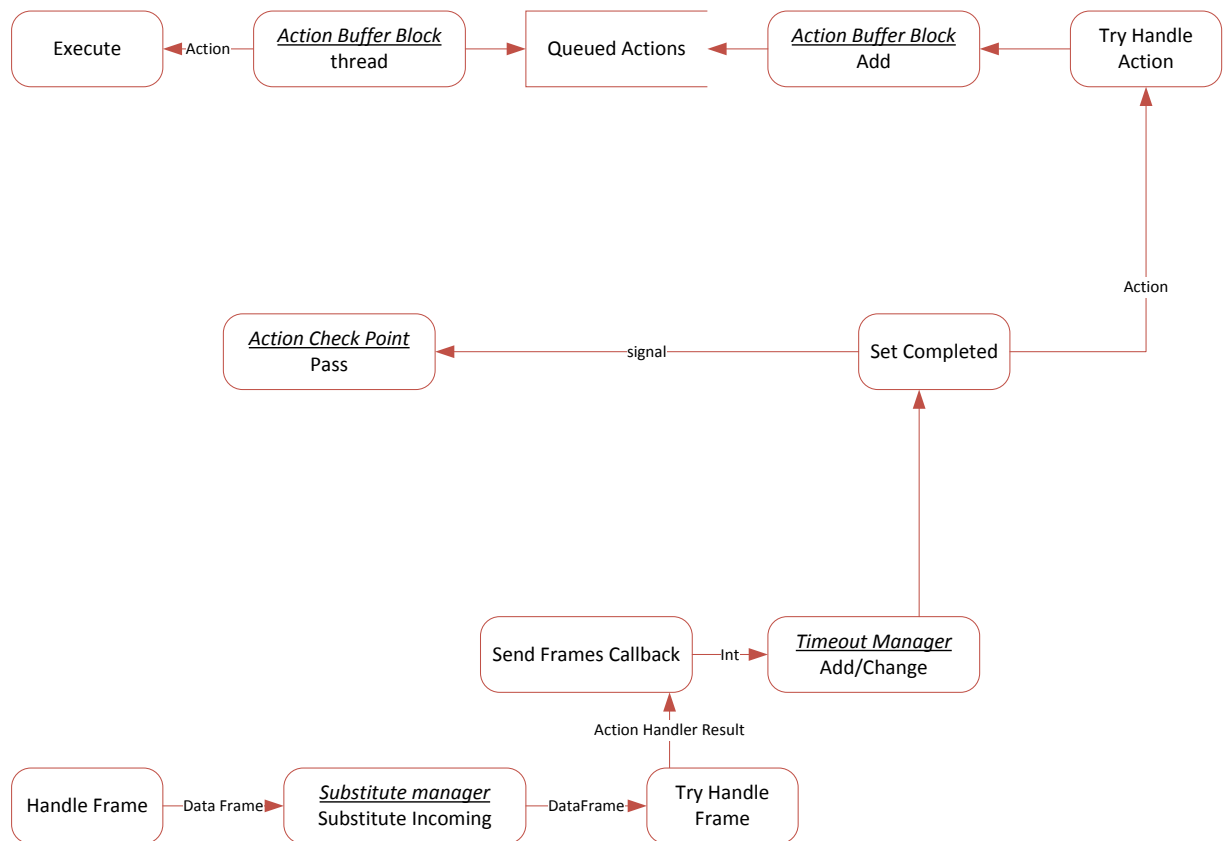 Execute
Action
Action Buffer Block
thread
Queued Actions
Action Buffer Block
Add
Try Handle
Action
Action
Action Check Point
Pass
signal
Set Completed
Send Frames Callback
Int
Timeout Manager
Add/Change
Action Handler Result
Handle Frame
Data Frame
Substitute manager
Substitute Incoming
DataFrame
Try Handle
Frame